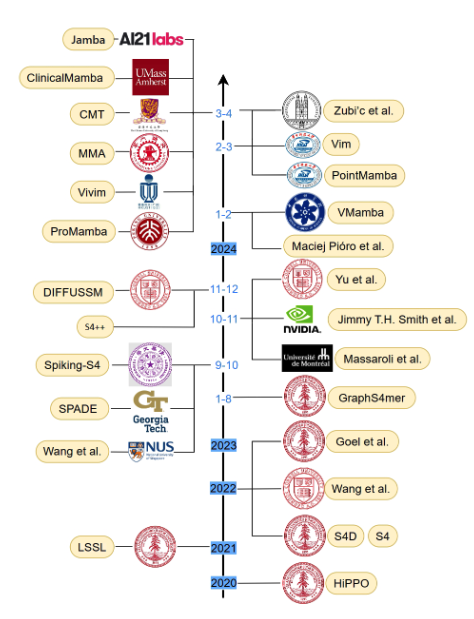 Jamba
AI21labs
ClinicalMamba
UMass
Amherst
CMT
3-4
Zubi'c et al.
MMA
2-3
Vim
Vivim
PointMamba
ProMamba
1-2
VMamba
2024
Maciej Pióro et al.
DIFFUSSM
11-12
Yu et al.
S4++
10-11
NVIDIA.
Jimmy T.H. Smith et al.
Spiking-S4
9-10
Université
de Montréal
Massaroli et al.
SPADE
GT
Georgia
Tech
1-8
GraphS4mer
Wang et al.
NUS
2023
Goel et al.
2022
Wang et al.
LSSL
2021
S4D
S4
2020
HiPPO